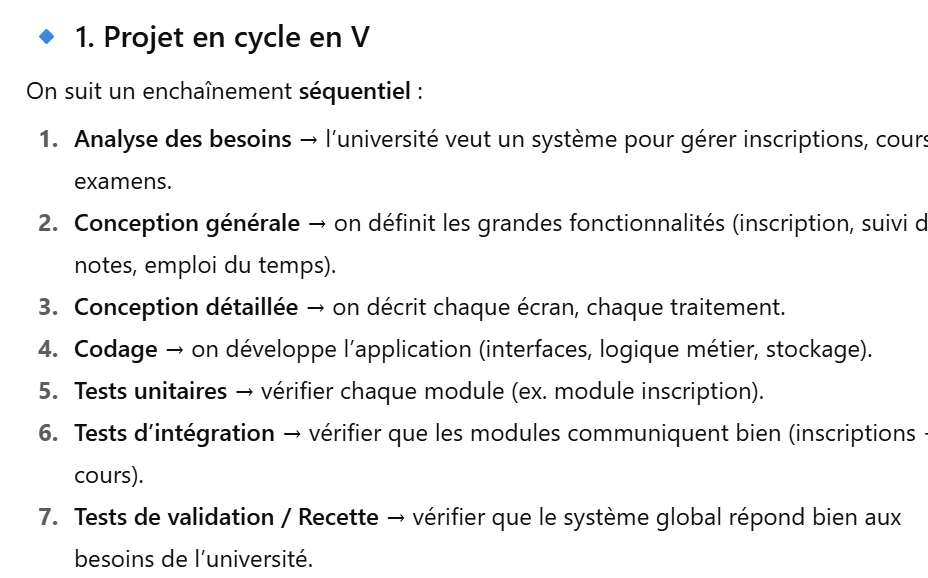 1. Projet en cycle en V
On suit un enchaînement séquentiel :
1. Analyse des besoins → l’université veut un système pour gérer inscriptions, cours
examens.
2. Conception générale → on définit les grandes fonctionnalités (inscription, suivi d
notes, emploi du temps).
3. Conception détaillée → on décrit chaque écran, chaque traitement.
4. Codage → on développe l’application (interfaces, logique métier, stockage).
5. Tests unitaires → vérifier chaque module (ex. module inscription).
6. Tests d’intégration → vérifier que les modules communiquent bien (inscriptions
cours).
7. Tests de validation / Recette → vérifier que le système global répond bien aux
besoins de l’université.